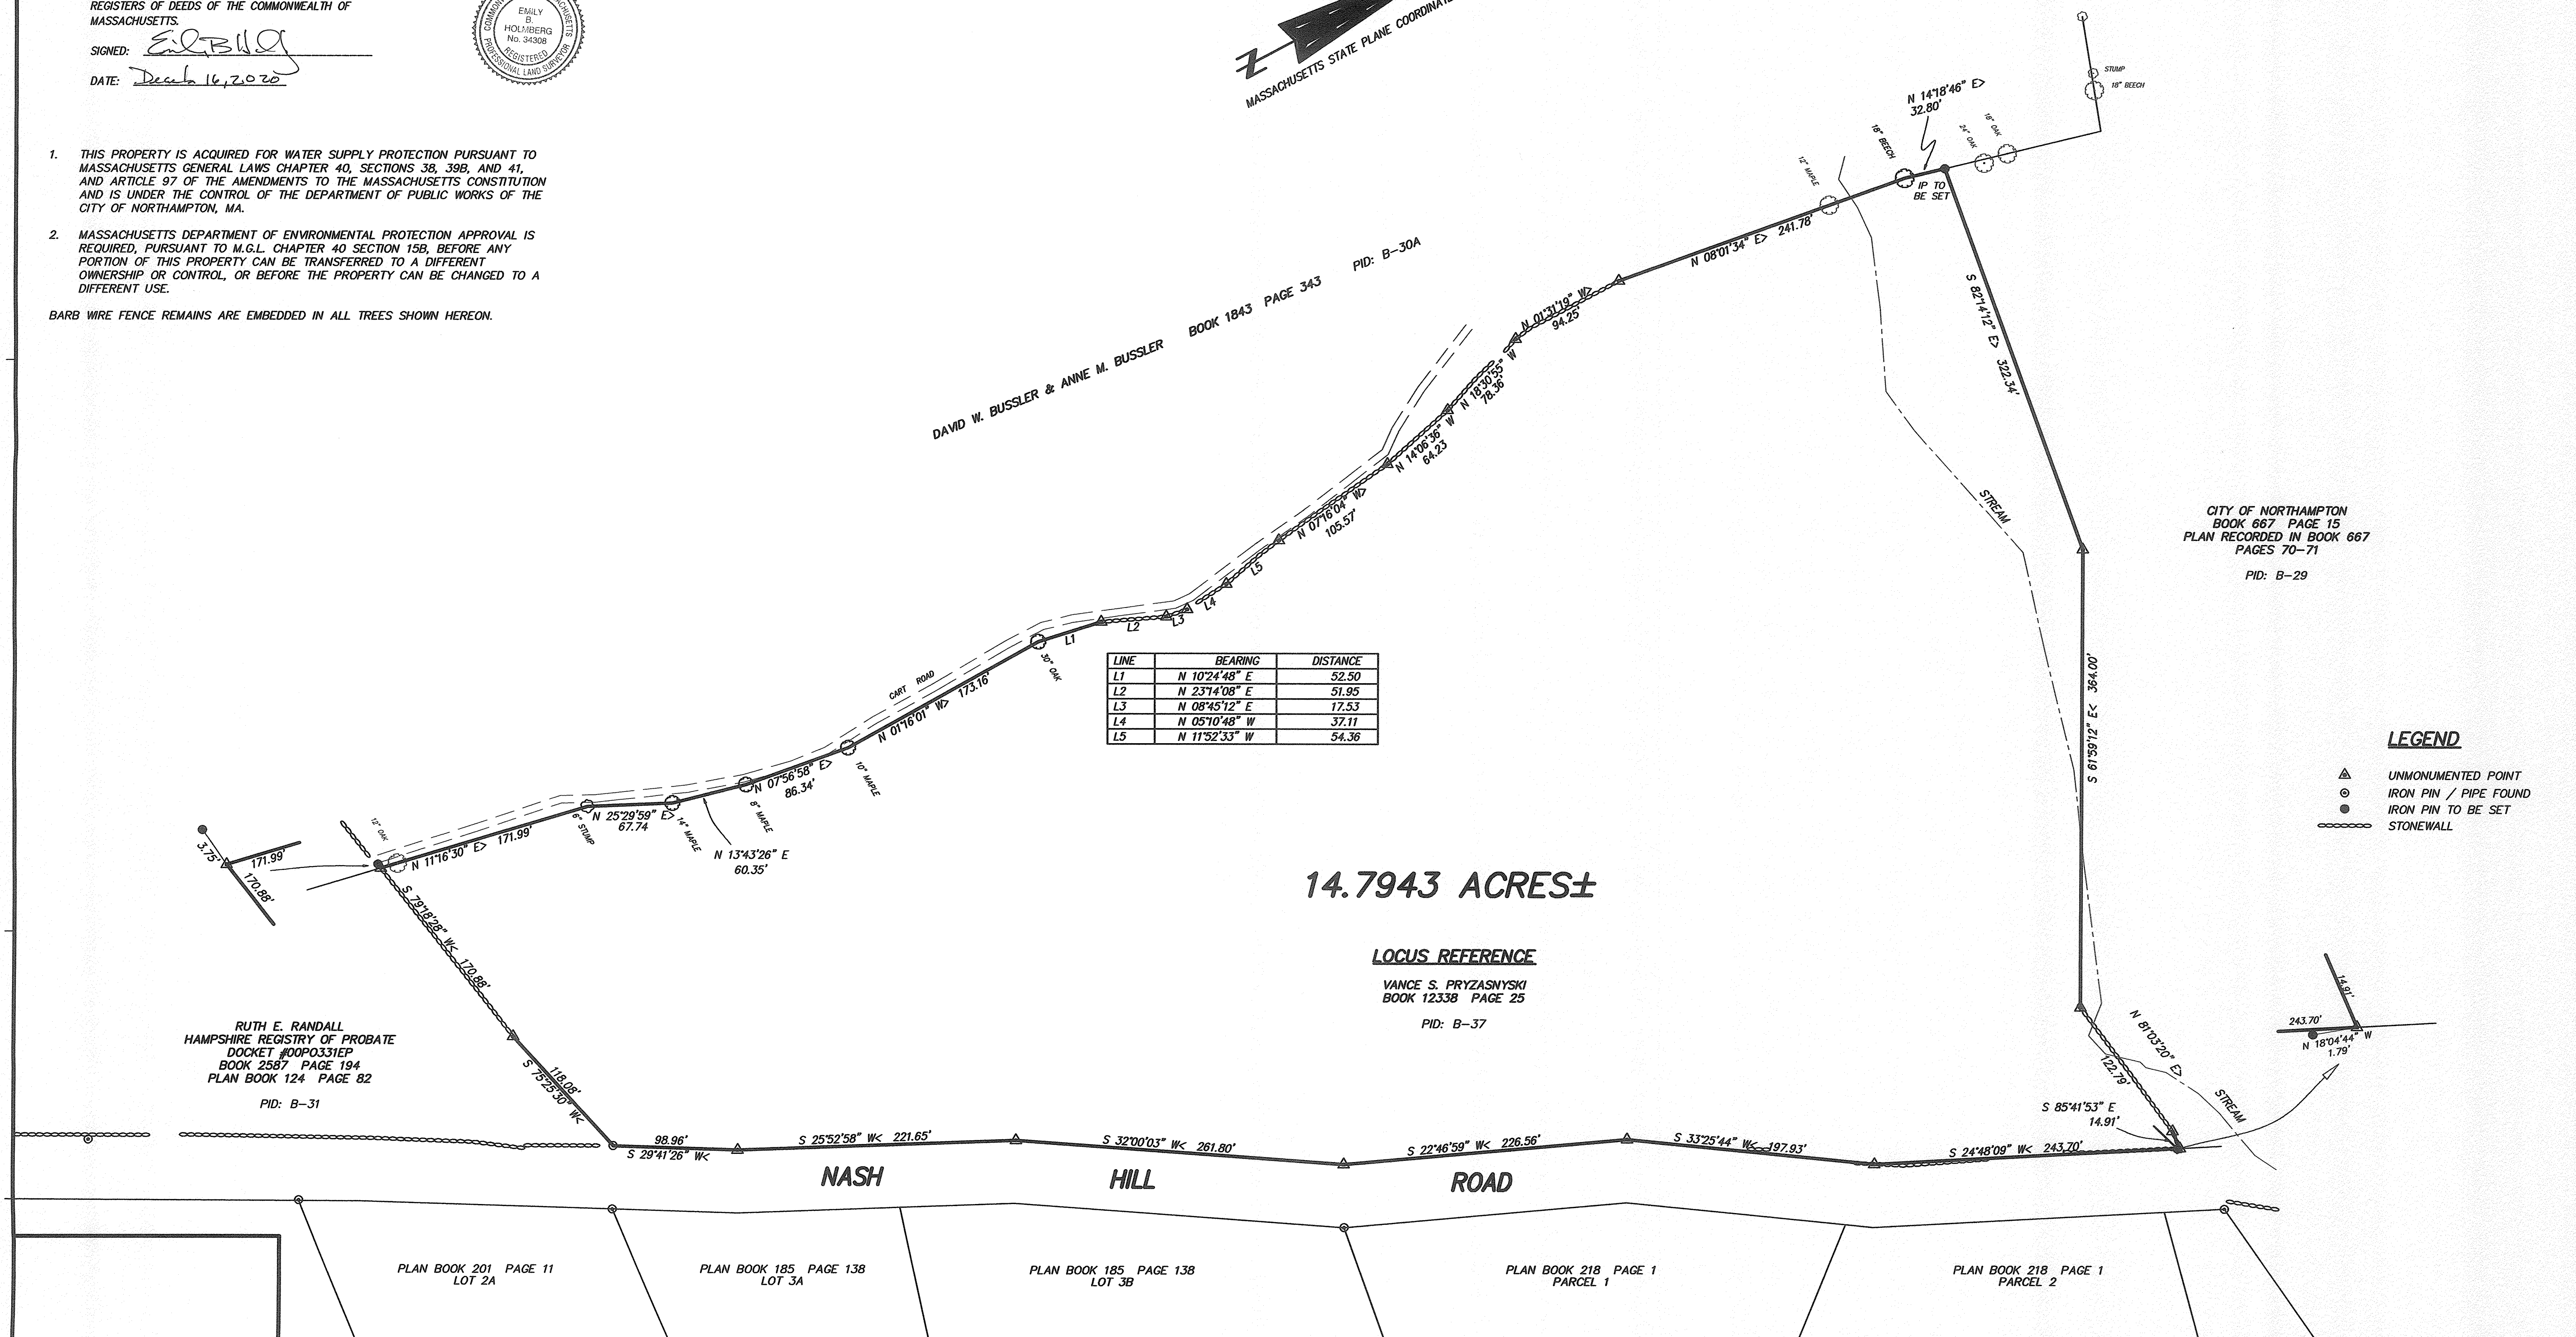 REGISTERS OF DEEDS OF THE COMMONWEALTH OF
MASSACHUSETTS.
SIGNED:
DATE: December 16, 2020
COMMONWEALTH OF MASSACHUSETTS
EMILY
B.
HOLMBERG
No. 34308
REGISTERED
PROFESSIONAL LAND SURVEYOR
N
MASSACHUSETTS STATE PLANE COORDINATE
1. THIS PROPERTY IS ACQUIRED FOR WATER SUPPLY PROTECTION PURSUANT TO
MASSACHUSETTS GENERAL LAWS CHAPTER 40, SECTIONS 38, 39B, AND 41,
AND ARTICLE 97 OF THE AMENDMENTS TO THE MASSACHUSETTS CONSTITUTION
AND IS UNDER THE CONTROL OF THE DEPARTMENT OF PUBLIC WORKS OF THE
CITY OF NORTHAMPTON, MA.
2. MASSACHUSETTS DEPARTMENT OF ENVIRONMENTAL PROTECTION APPROVAL IS
REQUIRED, PURSUANT TO M.G.L. CHAPTER 40 SECTION 15B, BEFORE ANY
PORTION OF THIS PROPERTY CAN BE TRANSFERRED TO A DIFFERENT
OWNERSHIP OR CONTROL, OR BEFORE THE PROPERTY CAN BE CHANGED TO A
DIFFERENT USE.
BARB WIRE FENCE REMAINS ARE EMBEDDED IN ALL TREES SHOWN HEREON.
STUMP
18" BEECH
N 14°18'46" E>
32.80'
18" OAK
24" OAK
18" BEECH
12" MAPLE
IP TO
BE SET
N 08°01'34" E> 241.78'
S 82°14'12" E> 322.34'
DAVID W. BUSSLER & ANNE M. BUSSLER BOOK 1843 PAGE 343 PID: B-30A
N 01°31'19" W>
94.25'
N 18°30'55" W
78.36'
N 14°06'36" W
64.23
N 07°16'04" W>
105.57'
STREAM
CITY OF NORTHAMPTON
BOOK 667 PAGE 15
PLAN RECORDED IN BOOK 667
PAGES 70-71
PID: B-29
L5
L4
L3
L2
L1
30" OAK
CART ROAD
N 01°16'01" W> 173.16'
LINE BEARING DISTANCE
L1 N 10°24'48" E 52.50
L2 N 23°14'08" E 51.95
L3 N 08°45'12" E 17.53
L4 N 05°10'48" W 37.11
L5 N 11°52'33" W 54.36
S 61°59'12" E< 364.00'
LEGEND
UNMONUMENTED POINT
IRON PIN / PIPE FOUND
IRON PIN TO BE SET
STONEWALL
10" MAPLE
N 07°56'58" E>
86.34'
8" MAPLE
14" MAPLE
N 13°43'26" E
60.35'
N 25°29'59" E>
67.74
6" STUMP
12" OAK
N 11°16'30" E> 171.99'
3.75'
171.99'
170.88'
S 79°18'28" W< 170.88'
14.7943 ACRES±
LOCUS REFERENCE
VANCE S. PRYZASNYSKI
BOOK 12338 PAGE 25
PID: B-37
RUTH E. RANDALL
HAMPSHIRE REGISTRY OF PROBATE
DOCKET #00P0331EP
BOOK 2587 PAGE 194
PLAN BOOK 124 PAGE 82
PID: B-31
118.08'
S 75°25'30" W<
14.91'
243.70'
N 18°04'44" W
1.79'
N 81°03'20" E>
122.79'
STREAM
S 85°41'53" E
14.91'
98.96'
S 29°41'26" W<
S 25°52'58" W< 221.65'
S 32°00'03" W< 261.80'
S 22°46'59" W< 226.56'
S 33°25'44" W< 197.93'
S 24°48'09" W< 243.70'
NASH HILL ROAD
PLAN BOOK 201 PAGE 11
LOT 2A
PLAN BOOK 185 PAGE 138
LOT 3A
PLAN BOOK 185 PAGE 138
LOT 3B
PLAN BOOK 218 PAGE 1
PARCEL 1
PLAN BOOK 218 PAGE 1
PARCEL 2